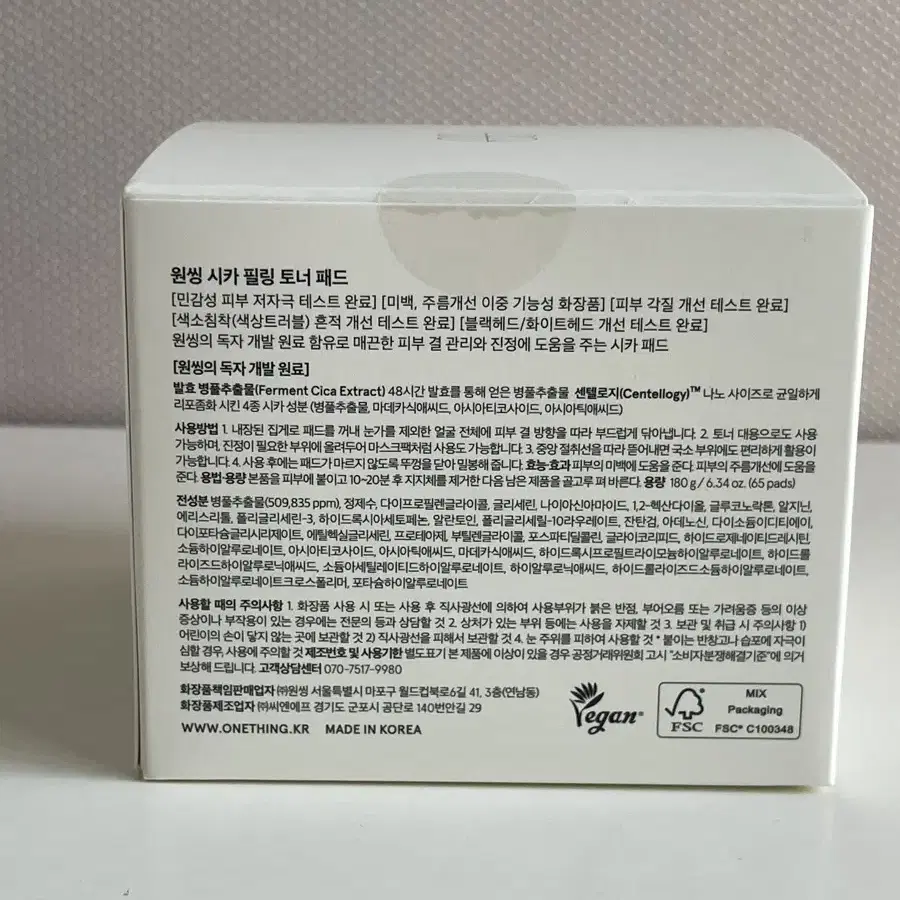 원씽 시카 필링 토너 패드
[민감성 피부 저자극 테스트 완료] [미백, 주름개선 이중 기능성 화장품] [피부 각질 개선 테스트 완료]
[색소침착(색상트러블) 흔적 개선 테스트 완료] [블랙헤드/화이트헤드 개선 테스트 완료]
원씽의 독자 개발 원료 함유로 매끈한 피부 결 관리와 진정에 도움을 주는 시카 패드
[원씽의 독자 개발 원료]
발효 병풀추출물(Ferment Cica Extract) 48시간 발효를 통해 얻은 병풀추출물 센텔로지(Centellogy)™ 나노 사이즈로 균일하게
리포좀화 시킨 4종 시카 성분 (병풀추출물, 마데카식애씨드, 아시아티코사이드, 아시아틱애씨드)
사용방법 1. 내장된 집게로 패드를 꺼내 눈가를 제외한 얼굴 전체에 피부 결 방향을 따라 부드럽게 닦아냅니다. 2. 토너 대용으로도 사용
가능하며, 진정이 필요한 부위에 올려두어 마스크팩처럼 사용도 가능합니다. 3. 중앙 절취선을 따라 뜯어내면 국소 부위에도 편리하게 활용이
가능합니다. 4. 사용 후에는 패드가 마르지 않도록 뚜껑을 닫아 밀봉해 줍니다. 효능·효과 피부의 미백에 도움을 준다. 피부의 주름개선에 도움을
준다. 용법·용량 본품을 피부에 붙이고 10~20분 후 지지체를 제거한 다음 남은 제품을 골고루 펴 바른다. 용량 180 g / 6.34 oz. (65 pads)
전성분 병풀추출물(509,835 ppm), 정제수, 다이프로필렌글라이콜, 글리세린, 나이아신아마이드, 1,2-헥산다이올, 글루코노락톤, 알지닌,
에리스리톨, 폴리글리세린-3, 하이드록시아세토페논, 알란토인, 폴리글리세릴-10라우레이트, 잔탄검, 아데노신, 다이소듐이디티에이,
다이포타슘글리시리제이트, 에틸헥실글리세린, 프로테아제, 부틸렌글라이콜, 포스파티딜콜린, 글라이코리피드, 하이드로제네이티드레시틴,
소듐하이알루로네이트, 아시아티코사이드, 아시아틱애씨드, 마데카식애씨드, 하이드록시프로필트라이모늄하이알루로네이트, 하이드롤
라이즈드하이알루로닉애씨드, 소듐아세틸레이티드하이알루로네이트, 하이알루로닉애씨드, 하이드롤라이즈드소듐하이알루로네이트,
소듐하이알루로네이트크로스폴리머, 포타슘하이알루로네이트
사용할 때의 주의사항 1. 화장품 사용 시 또는 사용 후 직사광선에 의하여 사용부위가 붉은 반점, 부어오름 또는 가려움증 등의 이상
증상이나 부작용이 있는 경우에는 전문의 등과 상담할 것 2. 상처가 있는 부위 등에는 사용을 자제할 것 3. 보관 및 취급 시 주의사항 1)
어린이의 손이 닿지 않는 곳에 보관할 것 2) 직사광선을 피해서 보관할 것 4. 눈 주위를 피하여 사용할 것 * 붙이는 반창고나 습포에 자극이
심할 경우, 사용에 주의할 것 제조번호 및 사용기한 별도표기 본 제품에 이상이 있을 경우 공정거래위원회 고시 "소비자분쟁해결기준"에 의거
보상해 드립니다. 고객상담센터 070-7517-9980
화장품책임판매업자 ㈜원씽 서울특별시 마포구 월드컵북로6길 41, 3층(연남동)
화장품제조업자 ㈜씨엔에프 경기도 군포시 공단로 140번안길 29
WWW.ONETHING.KR MADE IN KOREA
Vegan
FSC
MIX
Packaging
FSC® C100348